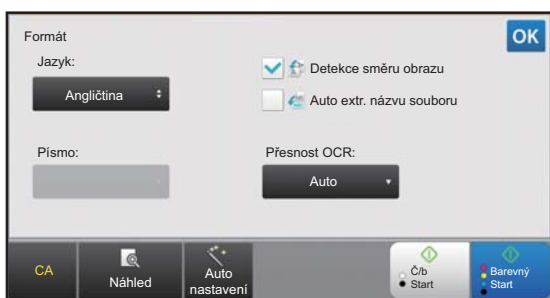 Formát
OK
Jazyk:
Angličtina
Detekce směru obrazu
Auto extr. názvu souboru
Písmo:
Přesnost OCR:
Auto
CA
Náhled
Auto
nastavení
Č/b
Start
Barevný
Start